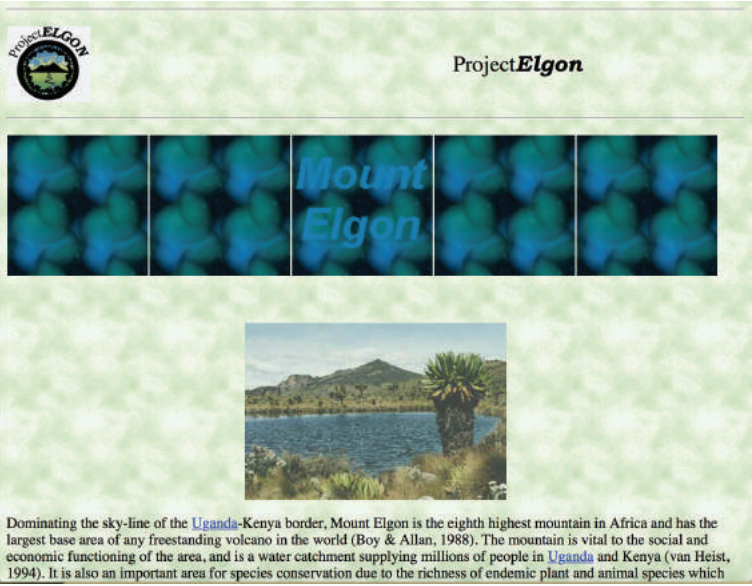 ProjectELGON
ProjectElgon
Mount
Elgon
Dominating the sky-line of the Uganda-Kenya border, Mount Elgon is the eighth highest mountain in Africa and has the
largest base area of any freestanding volcano in the world (Boy & Allan, 1988). The mountain is vital to the social and
economic functioning of the area, and is a water catchment supplying millions of people in Uganda and Kenya (van Heist,
1994). It is also an important area for species conservation due to the richness of endemic plant and animal species which